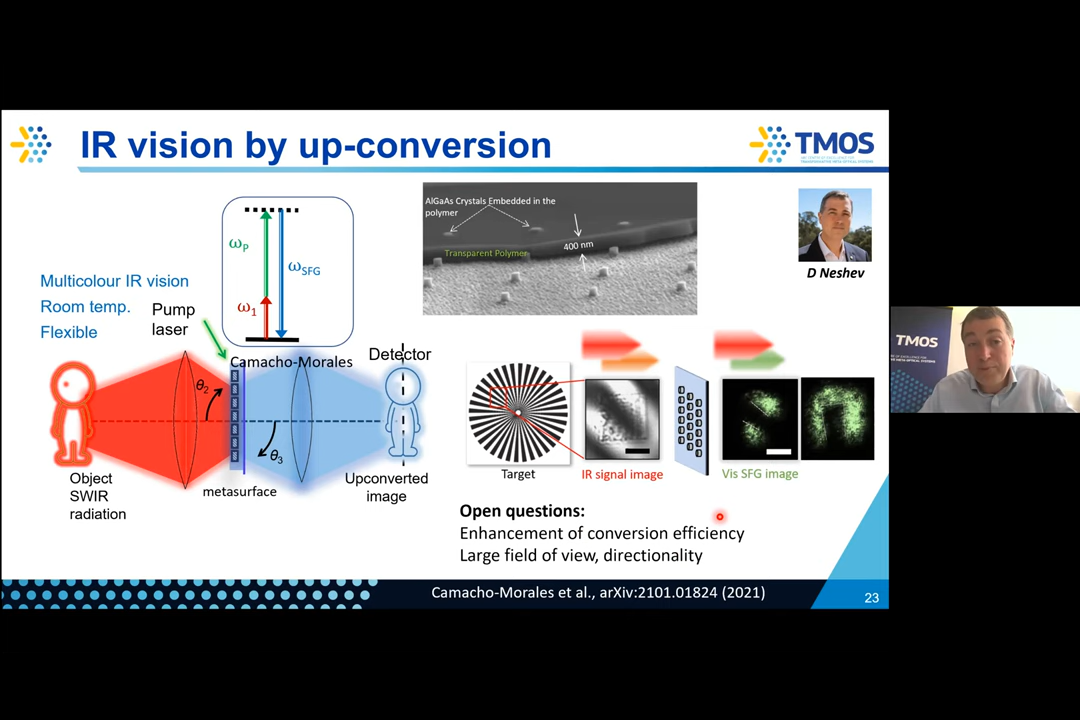 IR vision by up-conversion
TMOS
Multicolour IR vision
Room temp.
Flexible
Pump
laser
ωP
ω1
ωSFG
AlGaAs Crystals Embedded in the
polymer
Transparent Polymer
400 nm
D Neshev
TMOS
Camacho-Morales
Detector
θ2
θ3
Object
SWIR
radiation
metasurface
Upconverted
image
Target
IR signal image
Vis SFG image
Open questions:
Enhancement of conversion efficiency
Large field of view, directionality
Camacho-Morales et al., arXiv:2101.01824 (2021)
23